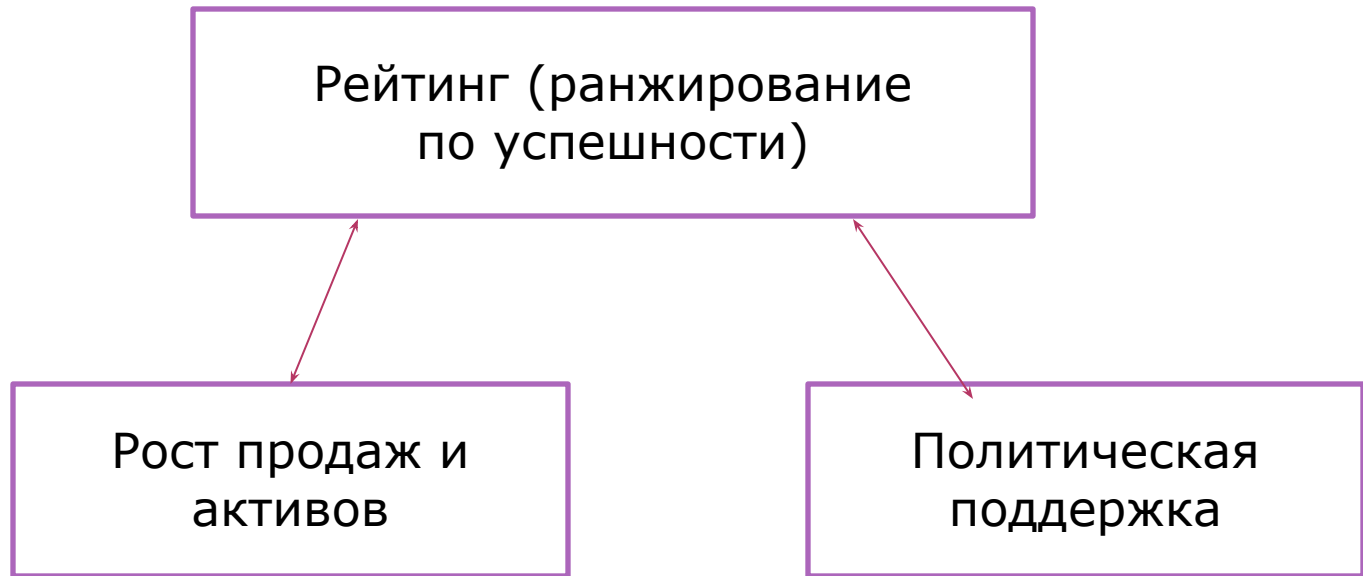 Рейтинг (ранжирование
по успешности)
Рост продаж и
активов
Политическая
поддержка